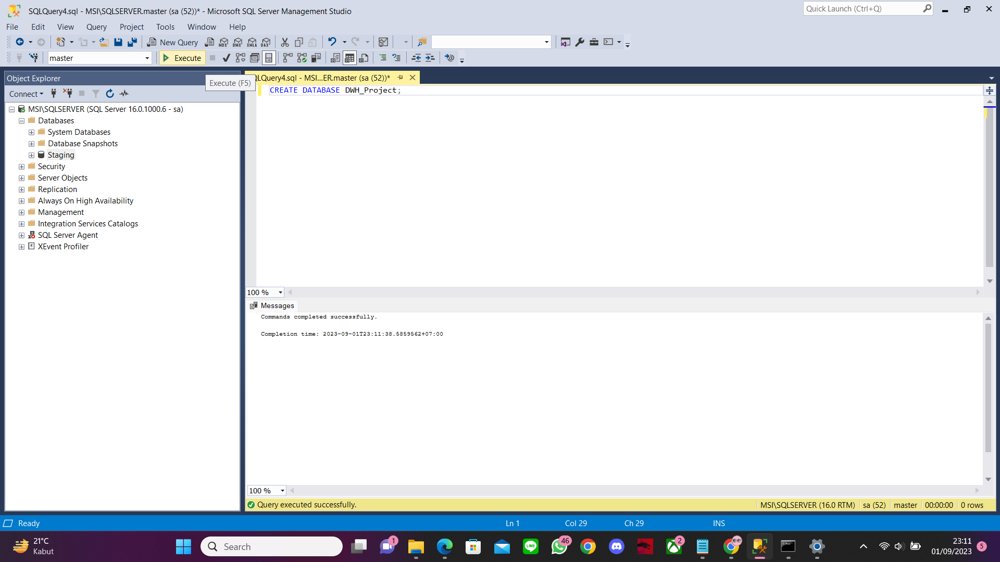 SQLQuery4.sql - MSI\SQLSERVER.master (sa (52))* - Microsoft SQL Server Management Studio
Quick Launch (Ctrl+Q)
File Edit View Query Project Tools Window Help
New Query
MDX DMX XMLA DAX
master
Execute
Object Explorer
Execute (F5)
QLQuery4.sql - MSI...ER.master (sa (52))*
Connect
CREATE DATABASE DWH_Project;
MSI\SQLSERVER (SQL Server 16.0.1000.6 - sa)
Databases
System Databases
Database Snapshots
Staging
Security
Server Objects
Replication
Always On High Availability
Management
Integration Services Catalogs
SQL Server Agent
XEvent Profiler
100 %
Messages
Commands completed successfully.
Completion time: 2023-09-01T23:11:38.5859562+07:00
100 %
Query executed successfully.
MSI\SQLSERVER (16.0 RTM) sa (52) master 00:00:00 0 rows
Ready
Ln 1 Col 29 Ch 29 INS
21°C
Kabut
Search
1
LINE
46
2
23:11
01/09/2023
5